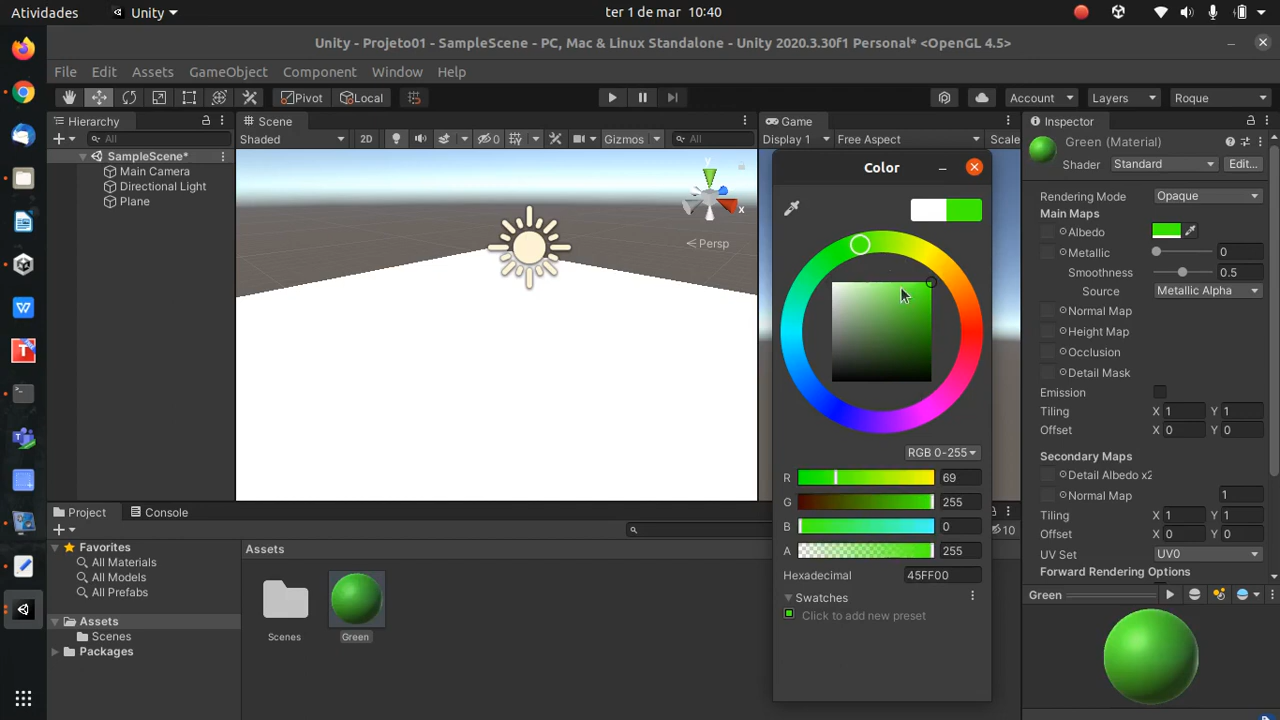 Atividades
Unity
ter 1 de mar 10:40
Unity - Projeto01 - SampleScene - PC, Mac & Linux Standalone - Unity 2020.3.30f1 Personal* <OpenGL 4.5>
File Edit Assets GameObject Component Window Help
Pivot Local Account Layers Roque
Hierarchy
All
SampleScene*
Main Camera
Directional Light
Plane
Scene
Shaded 2D 0 Gizmos All
y
x
Persp
Game
Display 1 Free Aspect Scale
Color
RGB 0-255
R 69
G 255
B 0
A 255
Hexadecimal 45FF00
Swatches
Click to add new preset
Inspector
Green (Material)
Shader Standard Edit...
Rendering Mode Opaque
Main Maps
Albedo
Metallic 0
Smoothness 0.5
Source Metallic Alpha
Normal Map
Height Map
Occlusion
Detail Mask
Emission
Tiling X 1 Y 1
Offset X 0 Y 0
Secondary Maps
Detail Albedo x2
Normal Map 1
Tiling X 1 Y 1
Offset X 0 Y 0
UV Set UV0
Forward Rendering Options
Green
Project Console
10
Favorites
All Materials
All Models
All Prefabs
Assets
Scenes
Packages
Assets
Scenes
Green